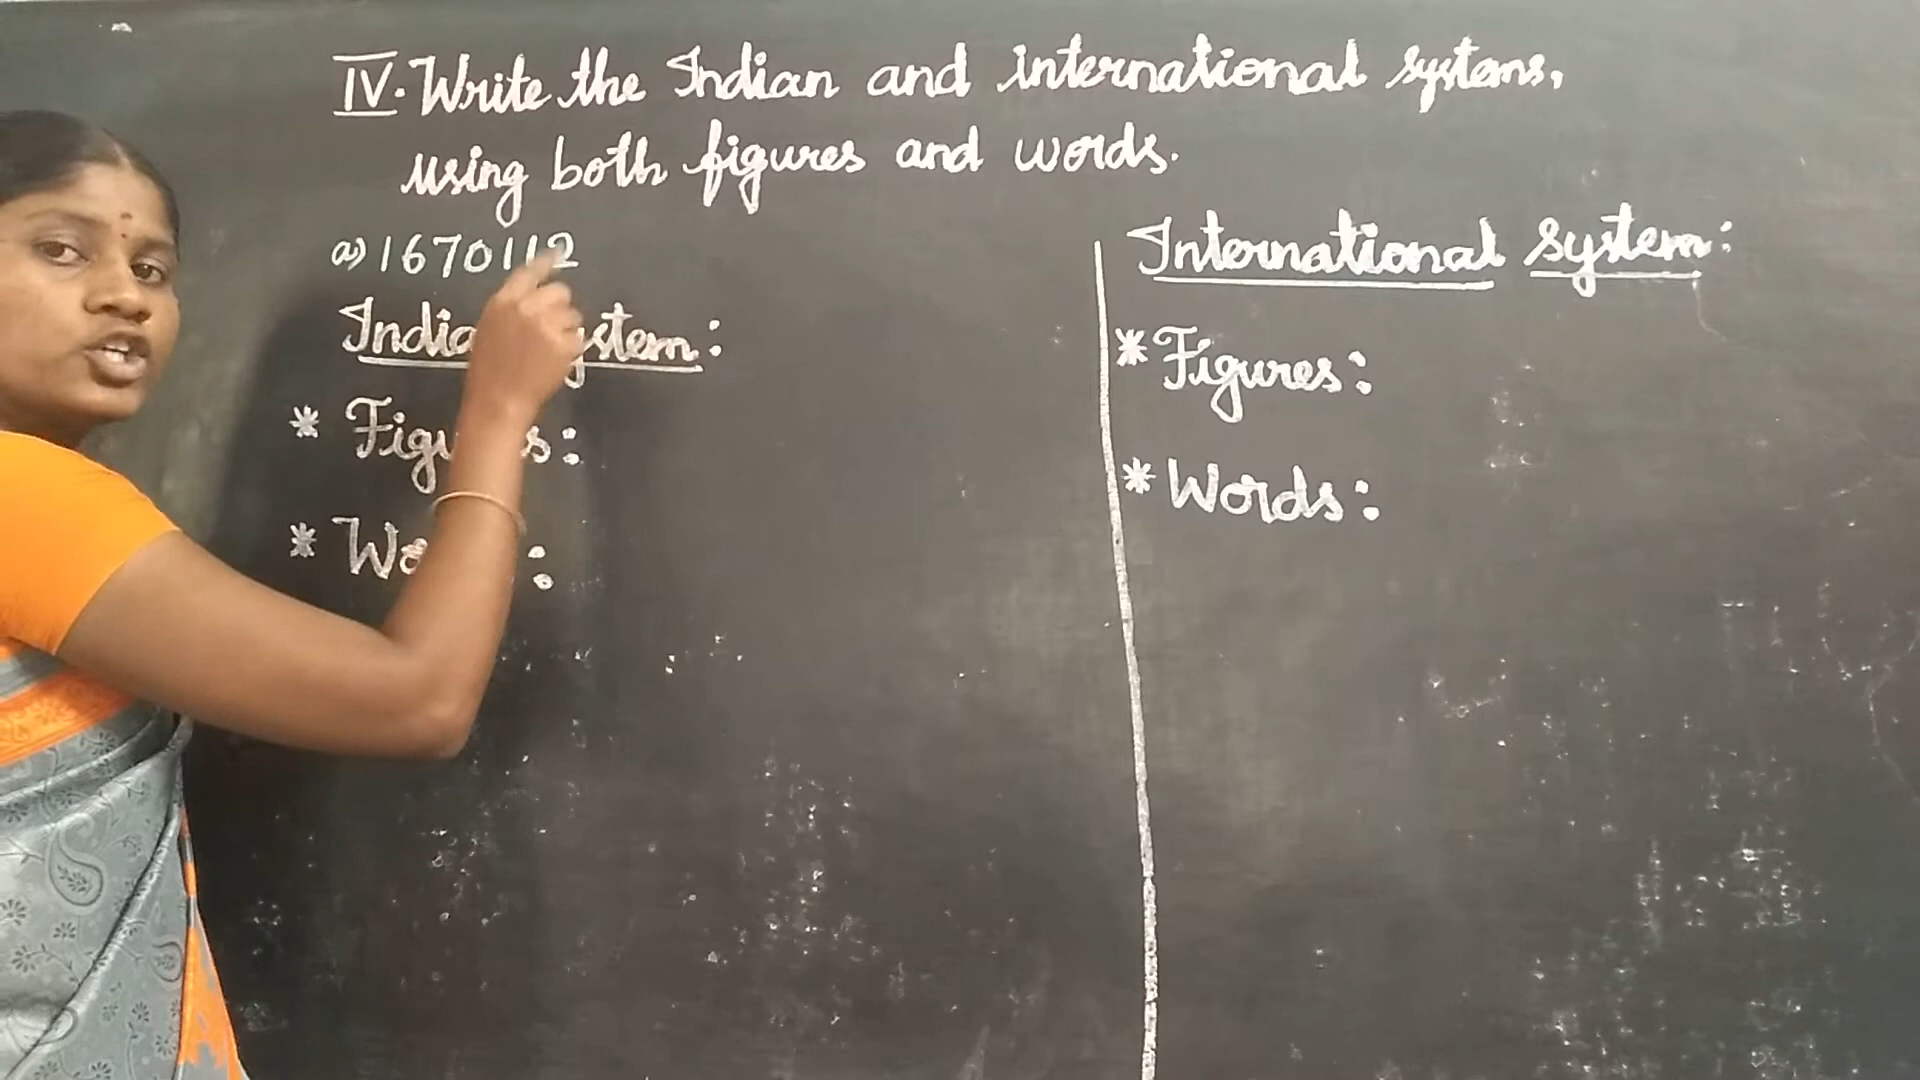 IV. Write the Indian and international systems,
using both figures and words.
a) 1670112
Indian System:
* Figures:
* Words:
International System:
* Figures:
* Words: